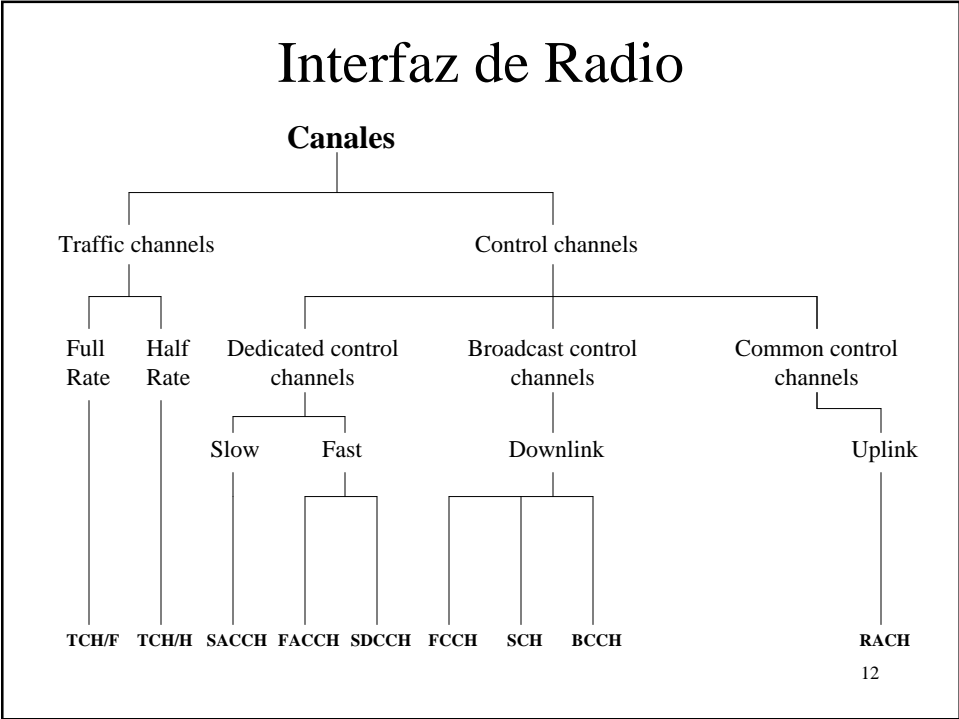 Interfaz de Radio
Canales
Traffic channels
Control channels
Full
Rate
Half
Rate
Dedicated control
channels
Broadcast control
channels
Common control
channels
Slow
Fast
Downlink
Uplink
TCH/F
TCH/H
SACCH
FACCH
SDCCH
FCCH
SCH
BCCH
RACH
12